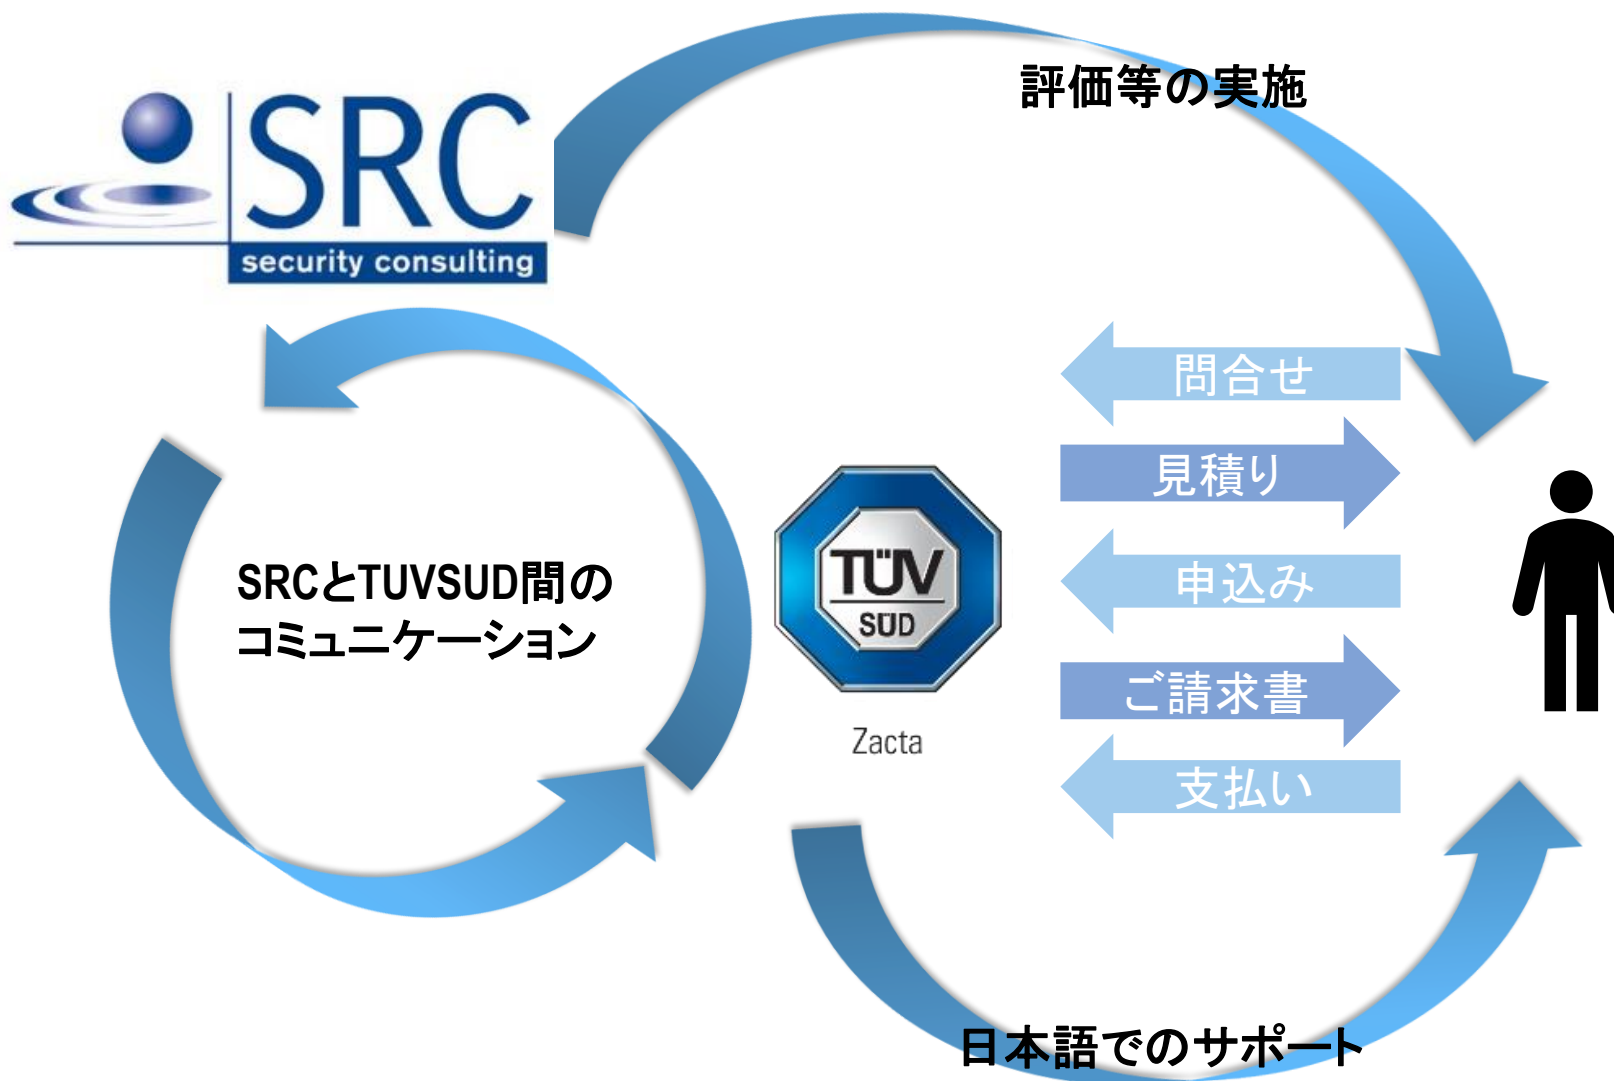 評価等の実施
SRC
security consulting
問合せ
見積り
申込み
ご請求書
支払い
SRCとTUVSUD間の
コミュニケーション
TÜV
SÜD
Zacta
日本語でのサポート